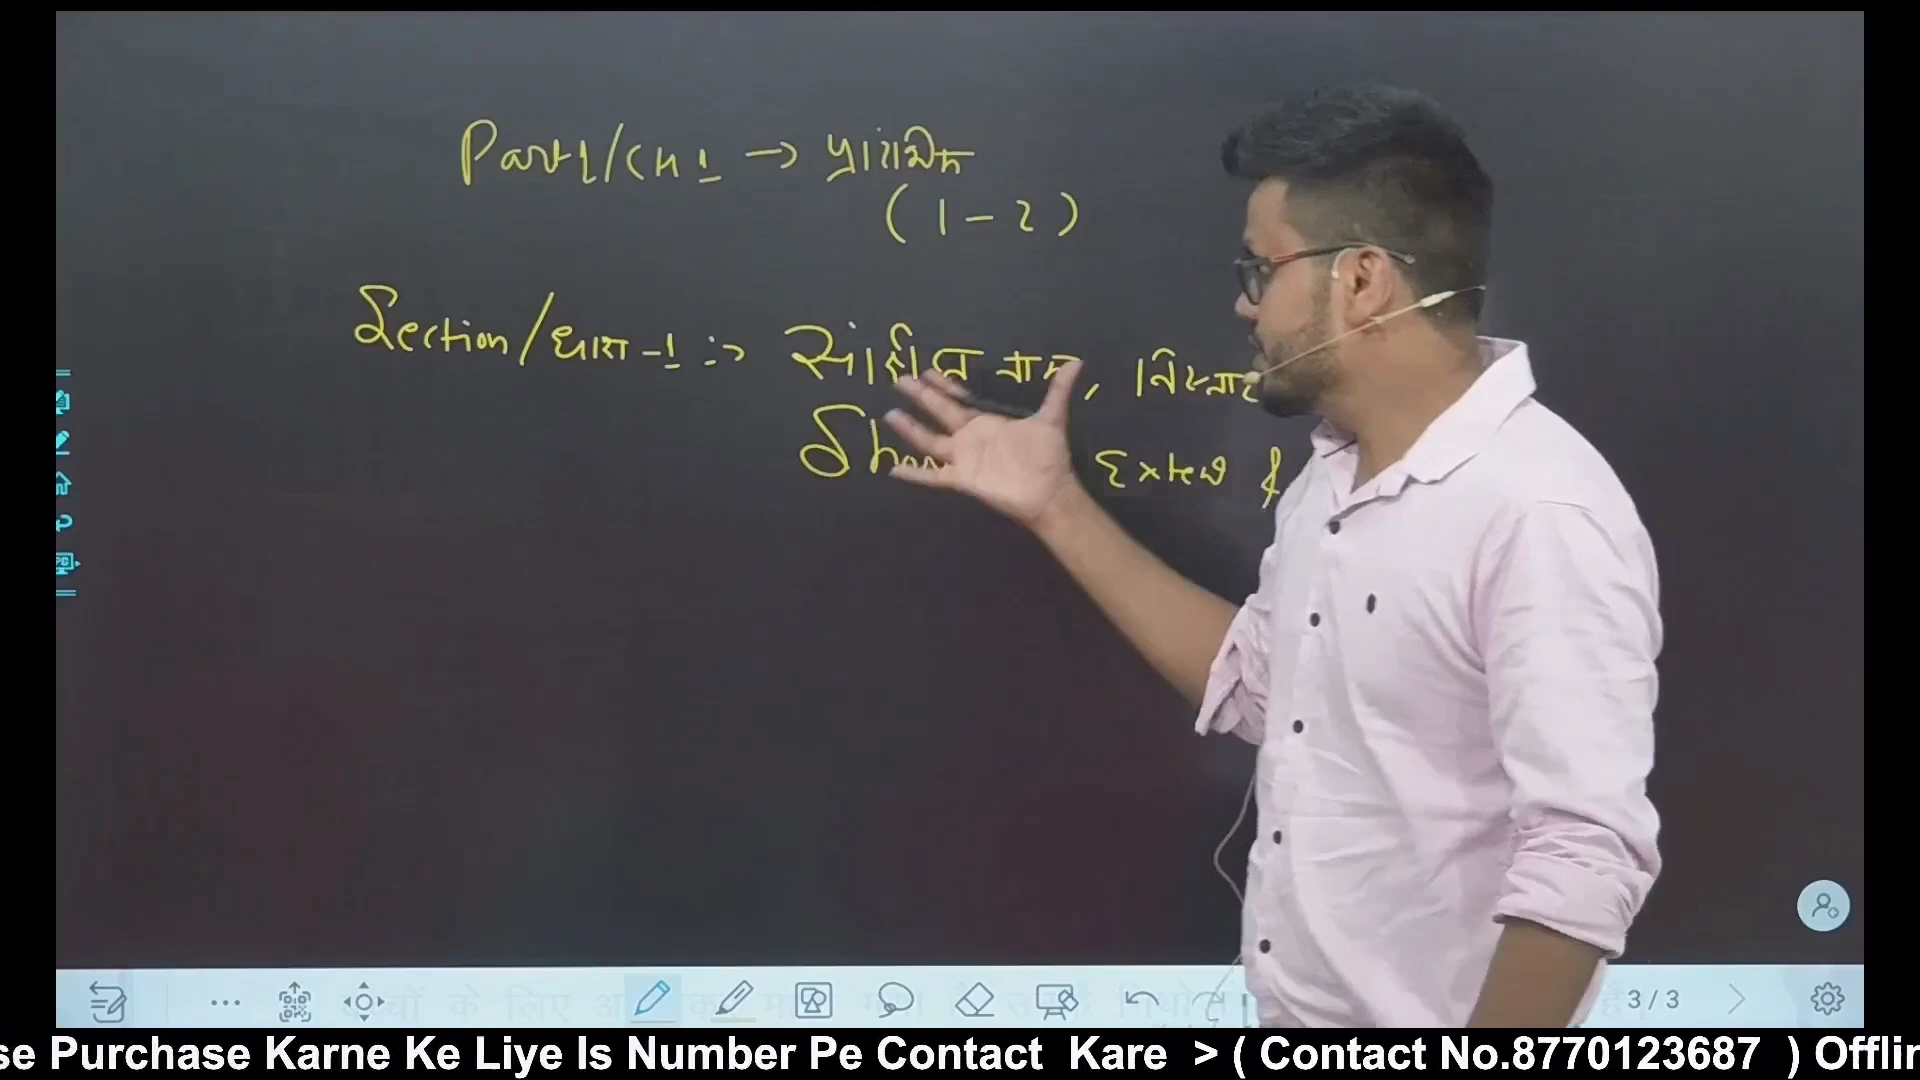 Part 1/CH 1 → प्रारंभिक
(1-2)
Section/धारा-1 :→ संक्षिप्त नाम, विस्तार
Extent &
3/3
se Purchase Karne Ke Liye Is Number Pe Contact Kare > ( Contact No.8770123687 ) Offlin